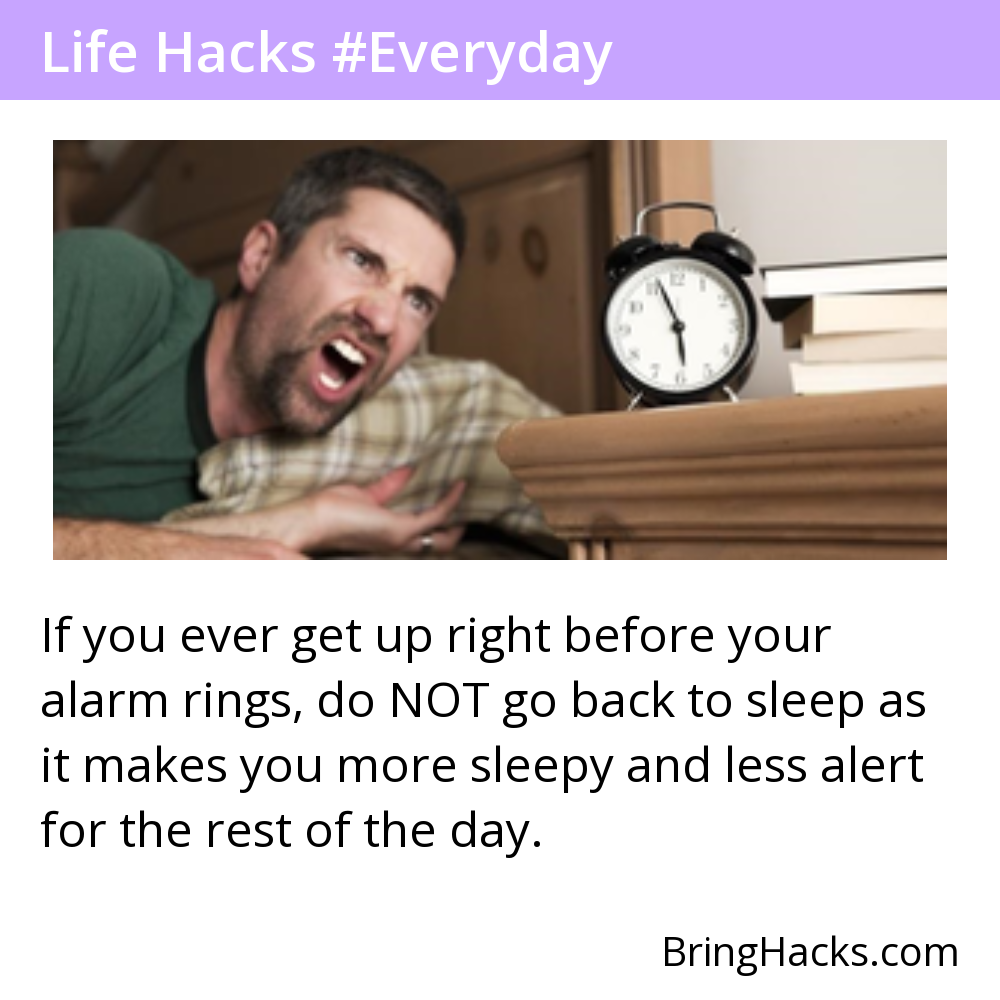 Life Hacks #Everyday
If you ever get up right before your
alarm rings, do NOT go back to sleep as
it makes you more sleepy and less alert
for the rest of the day.
BringHacks.com